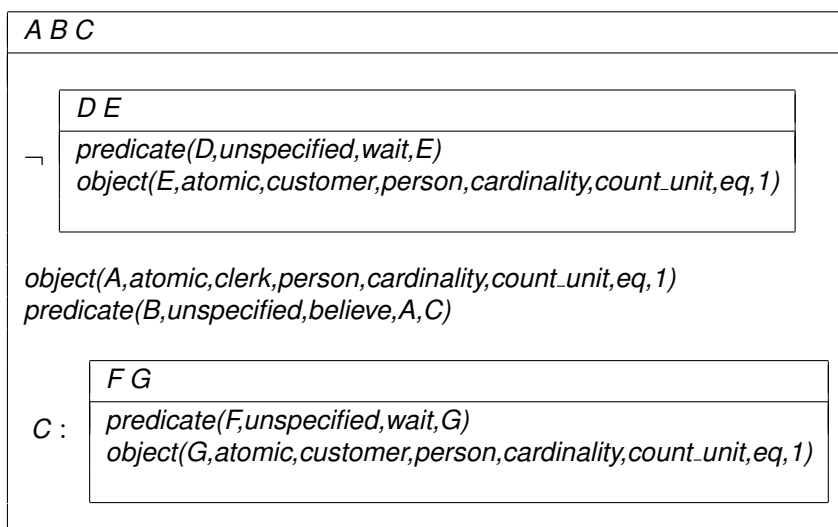 A B C
D E
¬
predicate(D,unspecified,wait,E)
object(E,atomic,customer,person,cardinality,count_unit,eq,1)
object(A,atomic,clerk,person,cardinality,count_unit,eq,1)
predicate(B,unspecified,believe,A,C)
F G
C :
predicate(F,unspecified,wait,G)
object(G,atomic,customer,person,cardinality,count_unit,eq,1)